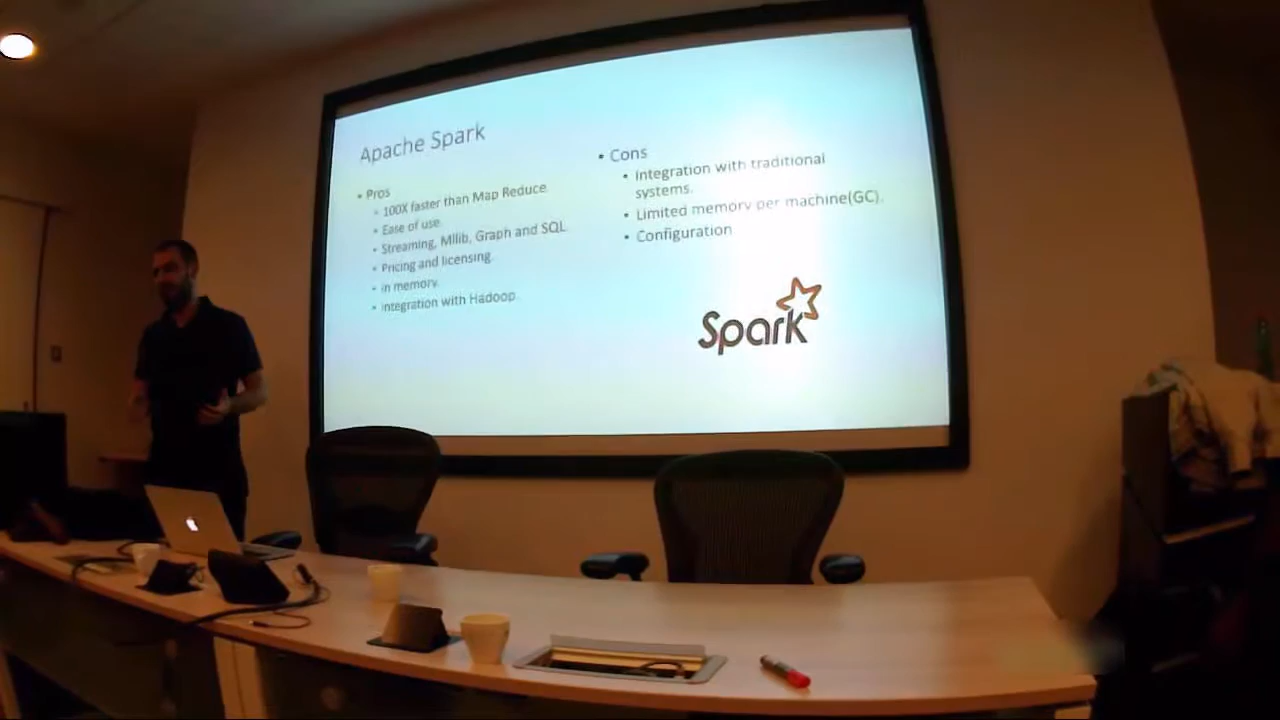 Apache Spark
• Pros
• 100X faster than Map Reduce
• Ease of use
• Streaming, Mllib, Graph and SQL
• Pricing and licensing.
• in memory.
• integration with Hadoop
• Cons
• Integration with traditional
systems.
• Limited memory per machine(GC).
• Configuration
Spark